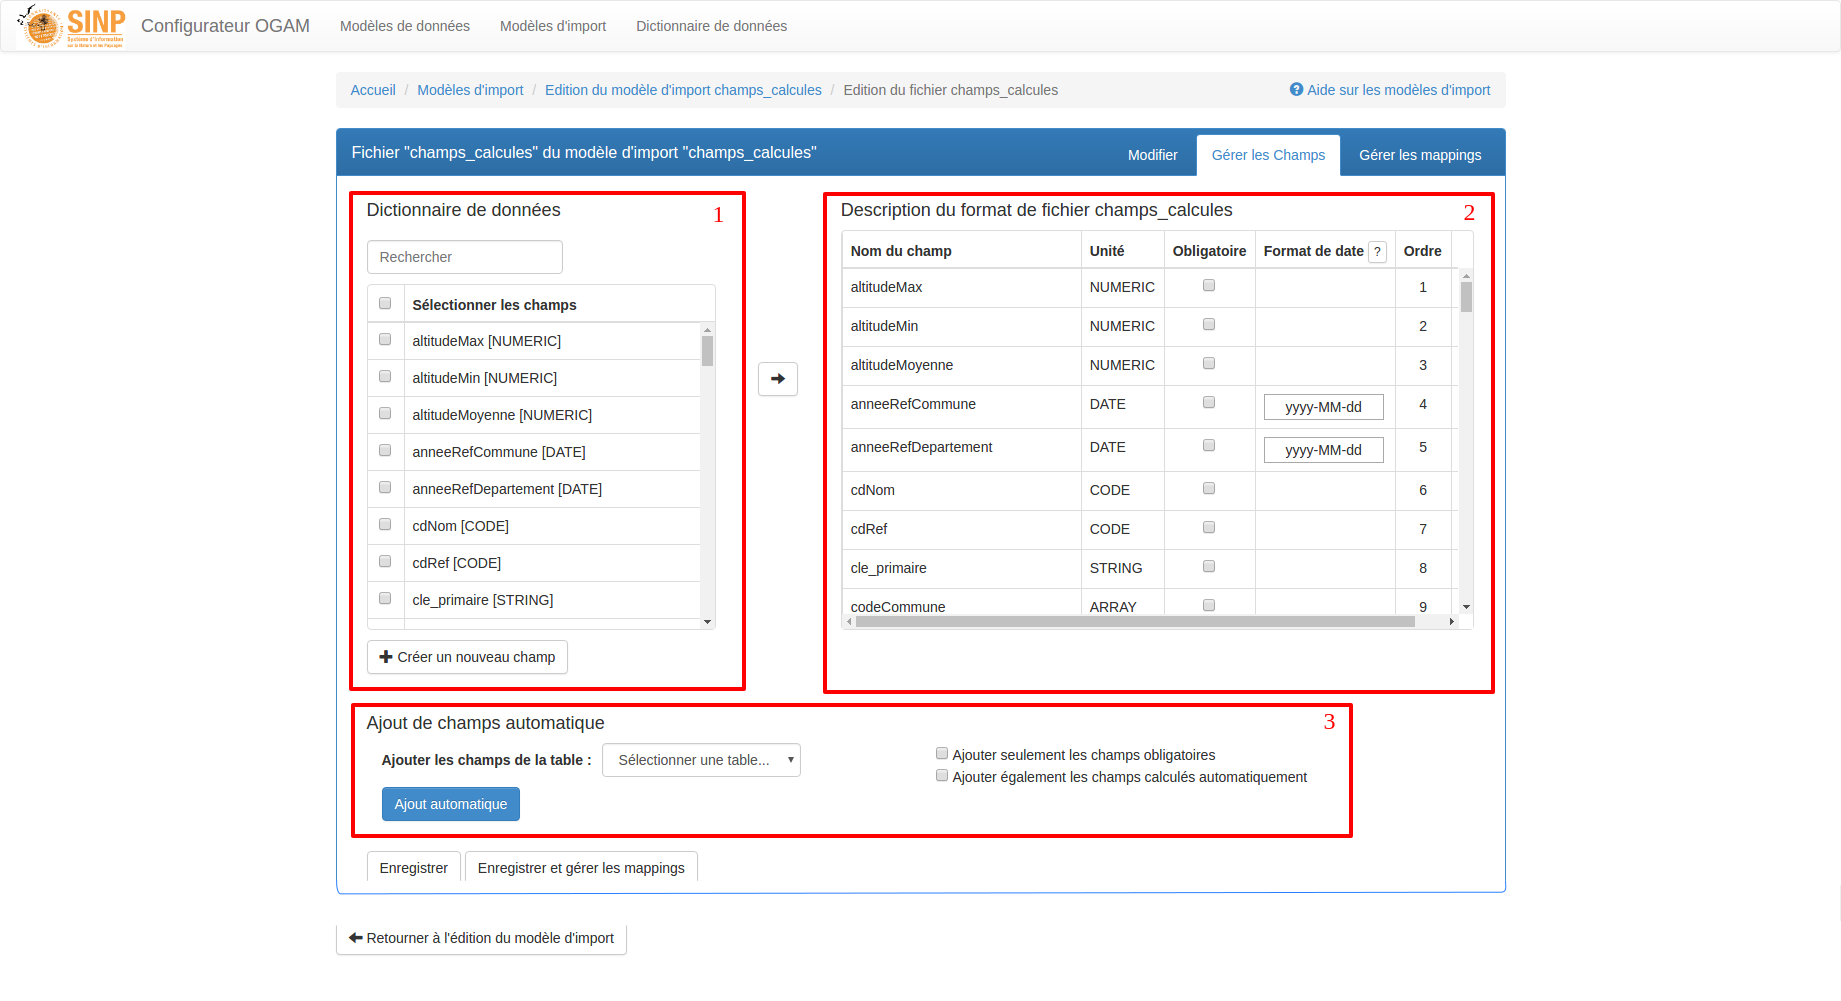 SINP
Système d'Information
sur la Nature et les Paysages
Configurateur OGAM
Modèles de données
Modèles d'import
Dictionnaire de données
Accueil / Modèles d'import / Edition du modèle d'import champs_calcules / Edition du fichier champs_calcules
? Aide sur les modèles d'import
Fichier "champs_calcules" du modèle d'import "champs_calcules"
Modifier
Gérer les Champs
Gérer les mappings
Dictionnaire de données
1
Rechercher
Sélectionner les champs
altitudeMax [NUMERIC]
altitudeMin [NUMERIC]
altitudeMoyenne [NUMERIC]
anneeRefCommune [DATE]
anneeRefDepartement [DATE]
cdNom [CODE]
cdRef [CODE]
cle_primaire [STRING]
Créer un nouveau champ
Description du format de fichier champs_calcules
2
Nom du champ Unité Obligatoire Format de date ? Ordre
altitudeMax NUMERIC 1
altitudeMin NUMERIC 2
altitudeMoyenne NUMERIC 3
anneeRefCommune DATE yyyy-MM-dd 4
anneeRefDepartement DATE yyyy-MM-dd 5
cdNom CODE 6
cdRef CODE 7
cle_primaire STRING 8
codeCommune ARRAY 9
Ajout de champs automatique
3
Ajouter les champs de la table : Sélectionner une table...
Ajouter seulement les champs obligatoires
Ajouter également les champs calculés automatiquement
Ajout automatique
Enregistrer
Enregistrer et gérer les mappings
Retourner à l'édition du modèle d'import